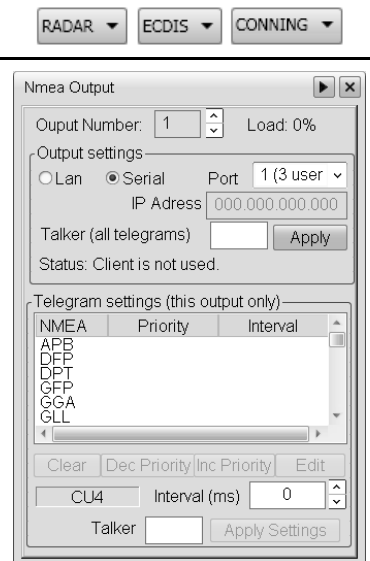 RADAR ECDIS CONNING
Nmea Output
Ouput Number: 1 Load: 0%
Output settings
Lan Serial Port 1 (3 user
IP Adress 000.000.000.000
Talker (all telegrams) Apply
Status: Client is not used.
Telegram settings (this output only)
NMEA Priority Interval
APB
DFP
DPT
GFP
GGA
GLL
Clear Dec Priority Inc Priority Edit
CU4 Interval (ms) 0
Talker Apply Settings